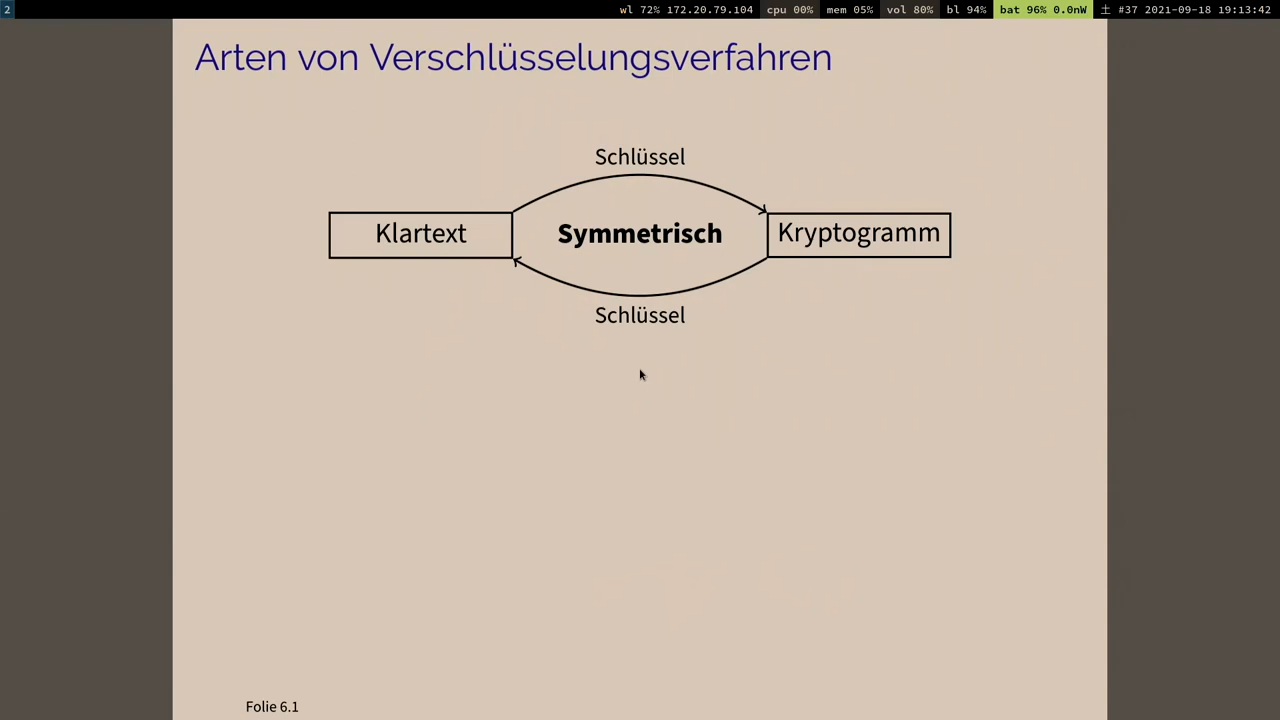 2
wl 72% 172.20.79.104 cpu 00% mem 05% vol 80% bl 94% bat 96% 0.0nW 土 #37 2021-09-18 19:13:42
Arten von Verschlüsselungsverfahren
Schlüssel
Klartext Symmetrisch Kryptogramm
Schlüssel
Folie 6.1